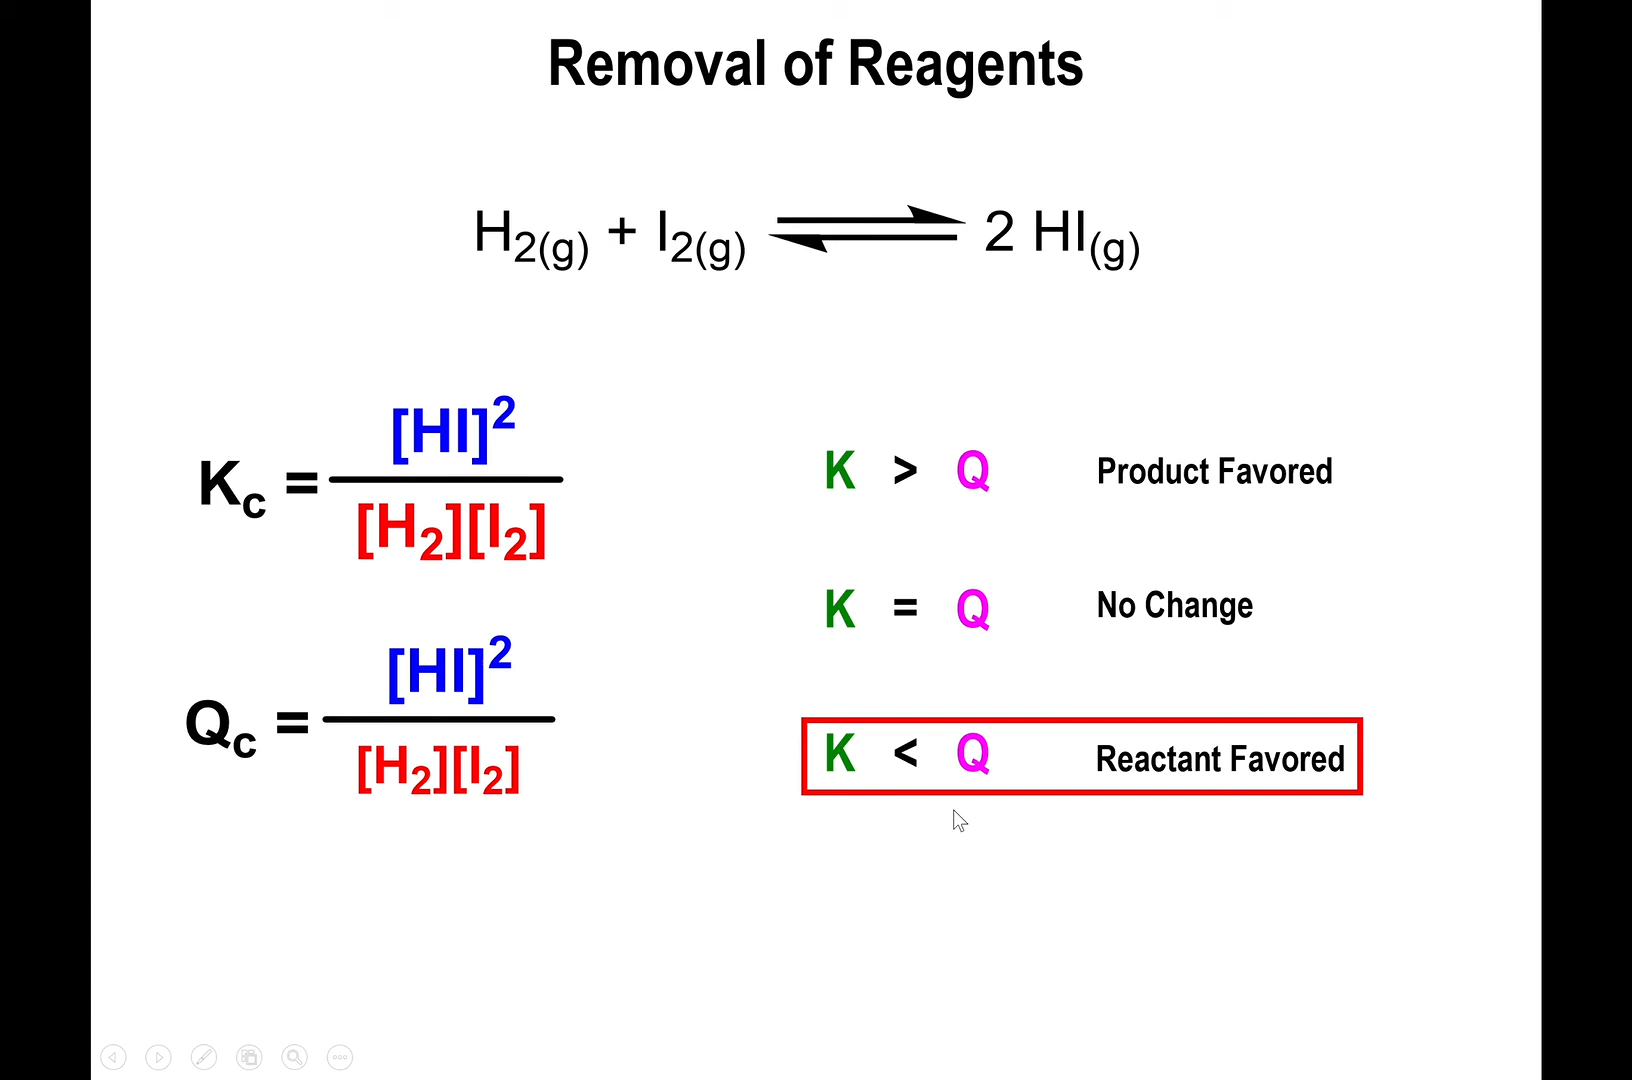 Removal of Reagents
H₂(g) + I₂(g) ⇌ 2 HI(g)
Kc = [HI]² / [H₂][I₂]
K > Q Product Favored
K = Q No Change
Qc = [HI]² / [H₂][I₂]
K < Q Reactant Favored